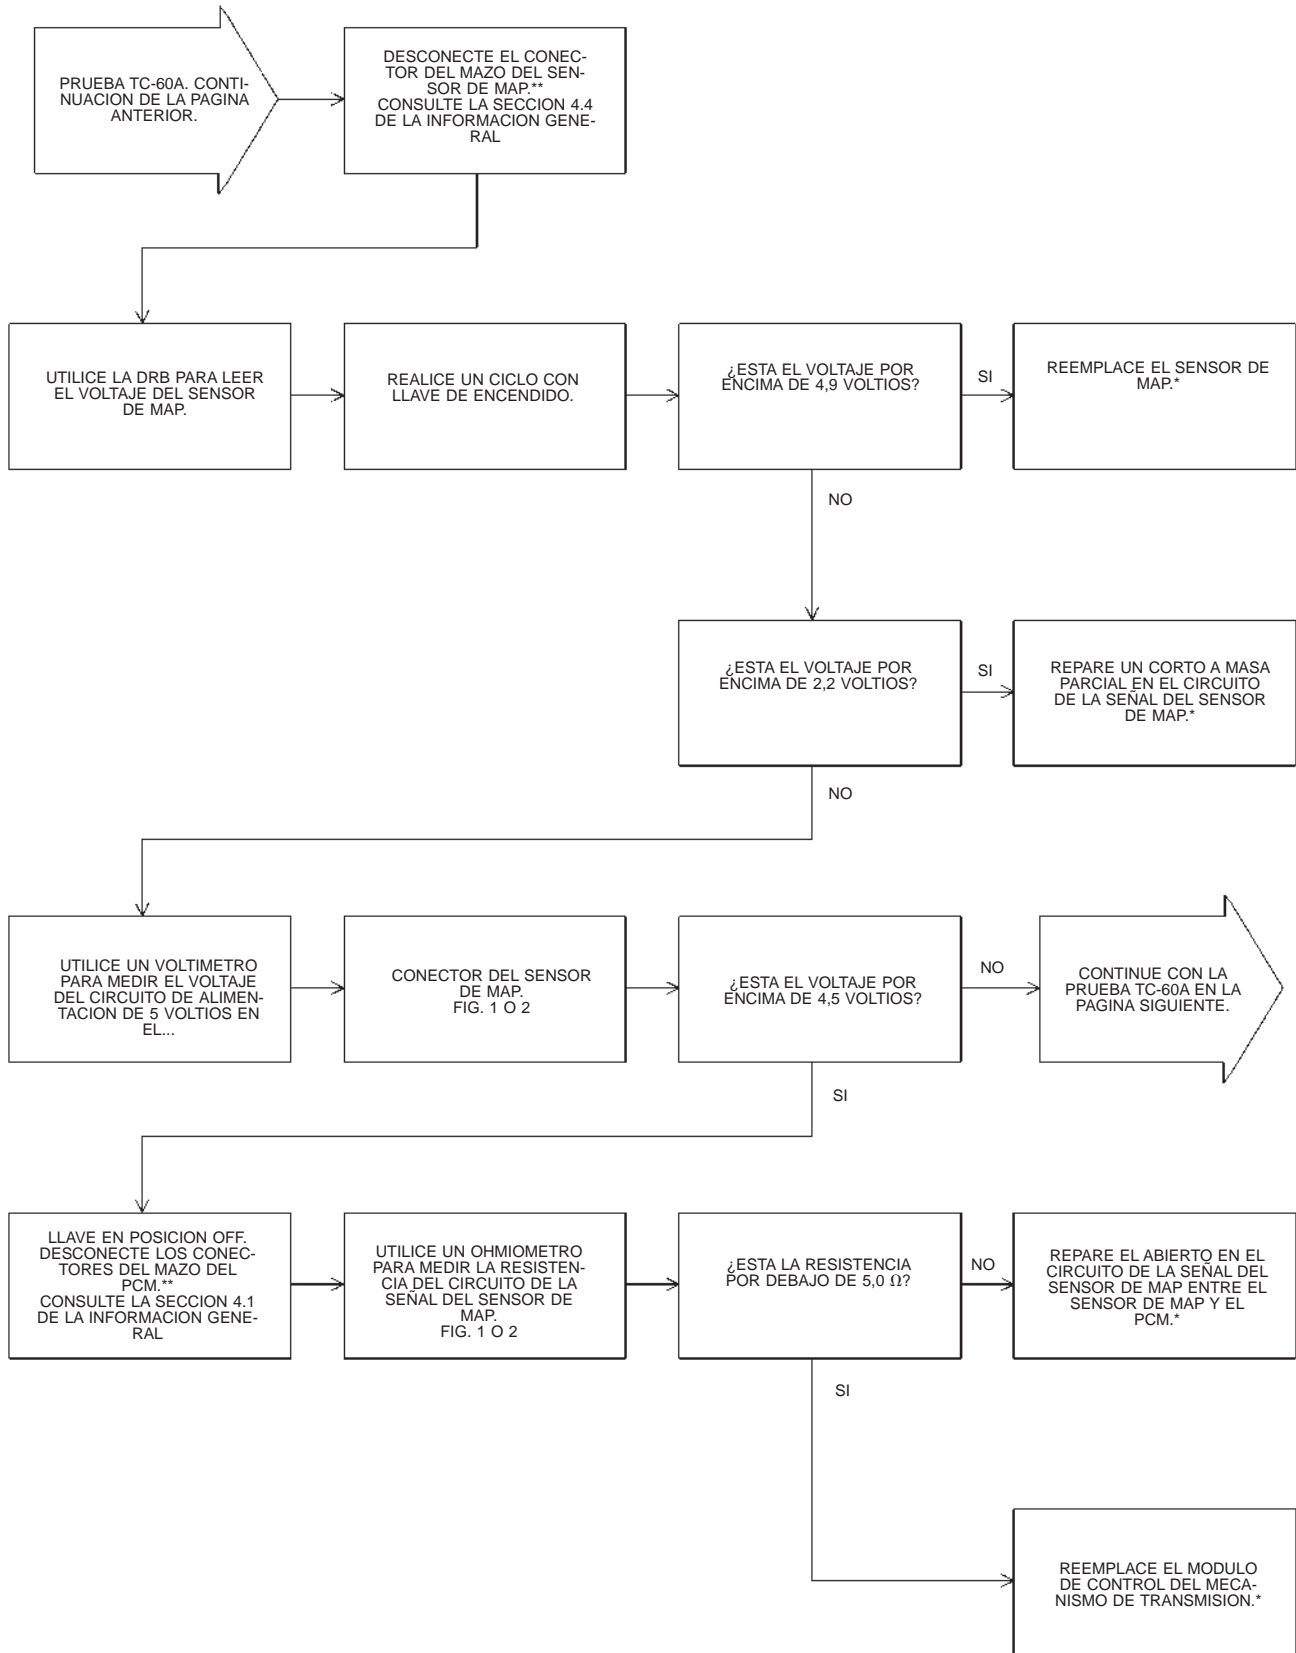 PRUEBA TC-60A. CONTI-
NUACION DE LA PAGINA
ANTERIOR.
DESCONECTE EL CONEC-
TOR DEL MAZO DEL SEN-
SOR DE MAP.**
CONSULTE LA SECCION 4.4
DE LA INFORMACION GENE-
RAL
UTILICE LA DRB PARA LEER
EL VOLTAJE DEL SENSOR
DE MAP.
REALICE UN CICLO CON
LLAVE DE ENCENDIDO.
¿ESTA EL VOLTAJE POR
ENCIMA DE 4,9 VOLTIOS?
SI
REEMPLACE EL SENSOR DE
MAP.*
NO
¿ESTA EL VOLTAJE POR
ENCIMA DE 2,2 VOLTIOS?
SI
REPARE UN CORTO A MASA
PARCIAL EN EL CIRCUITO
DE LA SEÑAL DEL SENSOR
DE MAP.*
NO
UTILICE UN VOLTIMETRO
PARA MEDIR EL VOLTAJE
DEL CIRCUITO DE ALIMEN-
TACION DE 5 VOLTIOS EN
EL...
CONECTOR DEL SENSOR
DE MAP.
FIG. 1 O 2
¿ESTA EL VOLTAJE POR
ENCIMA DE 4,5 VOLTIOS?
NO
CONTINUE CON LA
PRUEBA TC-60A EN LA
PAGINA SIGUIENTE.
SI
LLAVE EN POSICION OFF.
DESCONECTE LOS CONEC-
TORES DEL MAZO DEL
PCM.**
CONSULTE LA SECCION 4.1
DE LA INFORMACION GENE-
RAL
UTILICE UN OHMIOMETRO
PARA MEDIR LA RESISTEN-
CIA DEL CIRCUITO DE LA
SEÑAL DEL SENSOR DE
MAP.
FIG. 1 O 2
¿ESTA LA RESISTENCIA
POR DEBAJO DE 5,0 Ω?
NO
REPARE EL ABIERTO EN EL
CIRCUITO DE LA SEÑAL DEL
SENSOR DE MAP ENTRE EL
SENSOR DE MAP Y EL
PCM.*
SI
REEMPLACE EL MODULO
DE CONTROL DEL MECA-
NISMO DE TRANSMISION.*